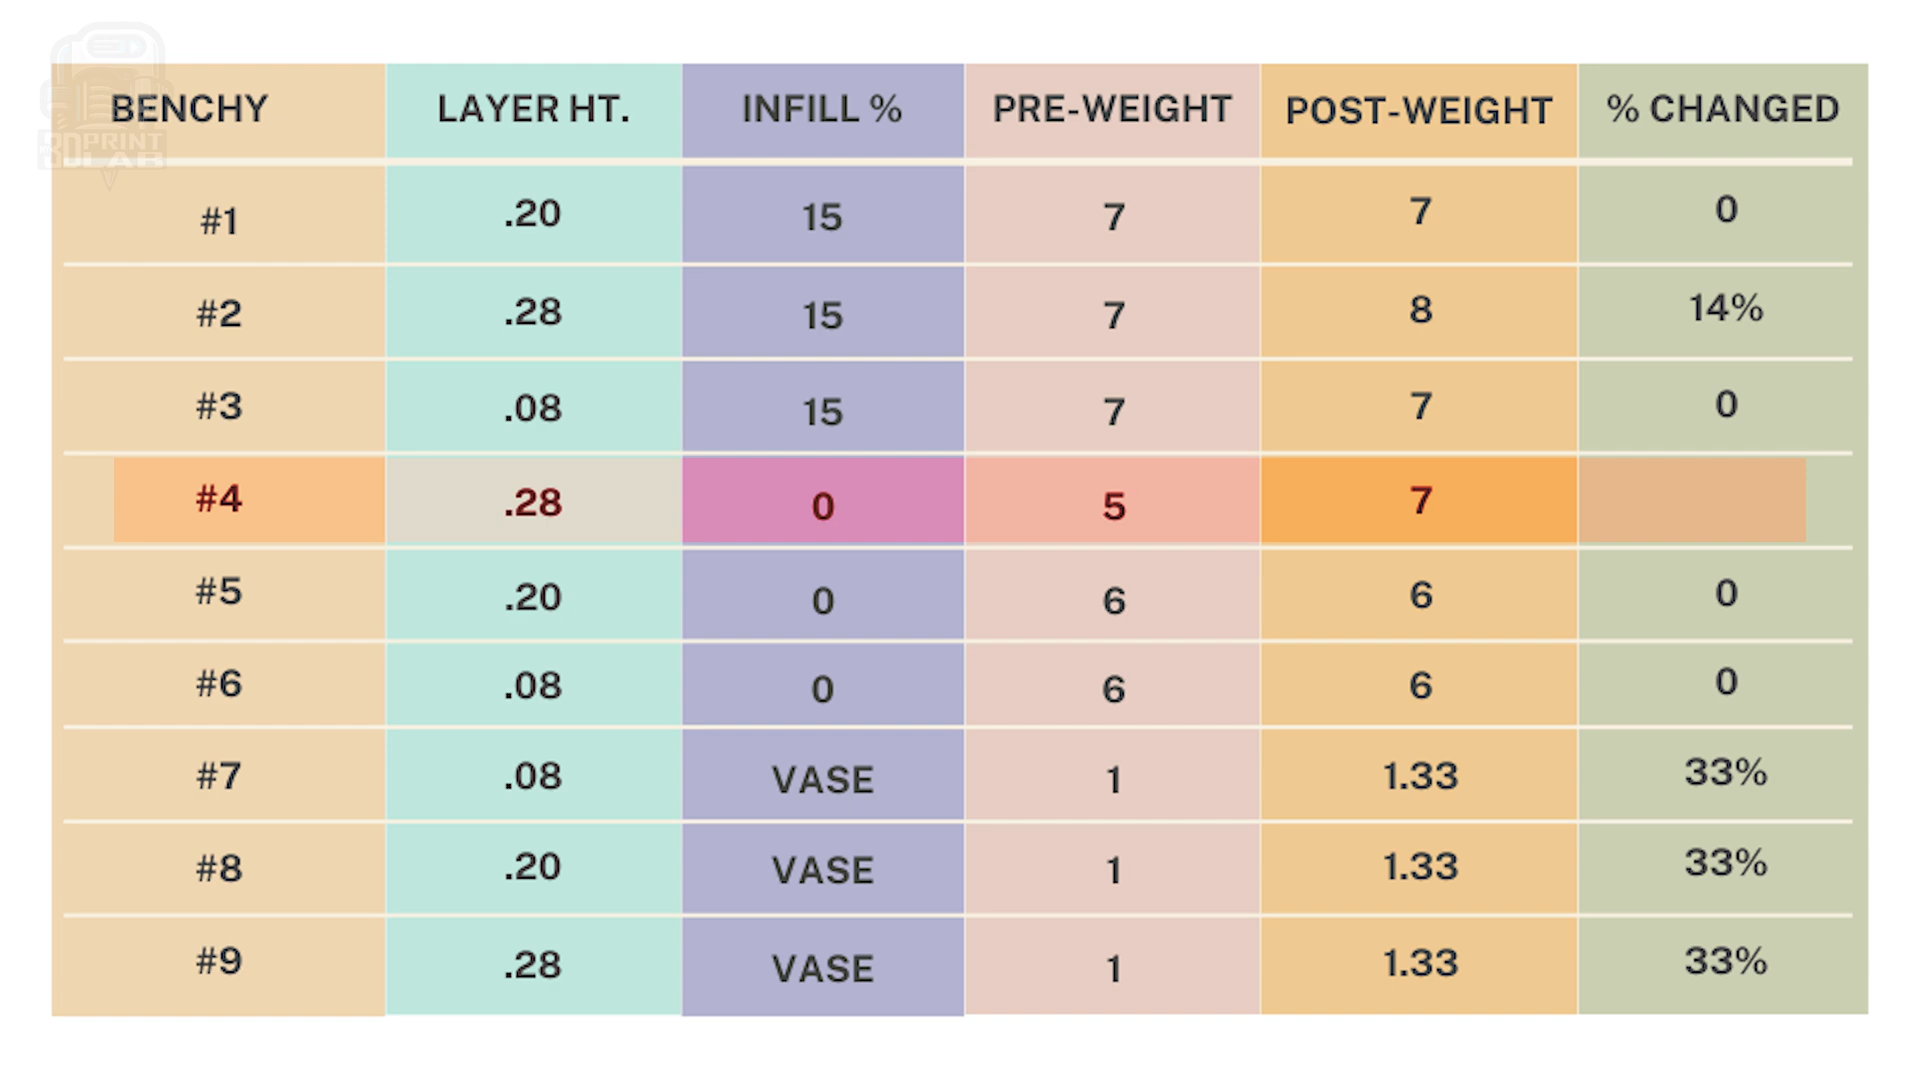 BENCHY LAYER HT. INFILL % PRE-WEIGHT POST-WEIGHT % CHANGED
3D PRINT
LAB
#1 .20 15 7 7 0
#2 .28 15 7 8 14%
#3 .08 15 7 7 0
#4 .28 0 5 7
#5 .20 0 6 6 0
#6 .08 0 6 6 0
#7 .08 VASE 1 1.33 33%
#8 .20 VASE 1 1.33 33%
#9 .28 VASE 1 1.33 33%